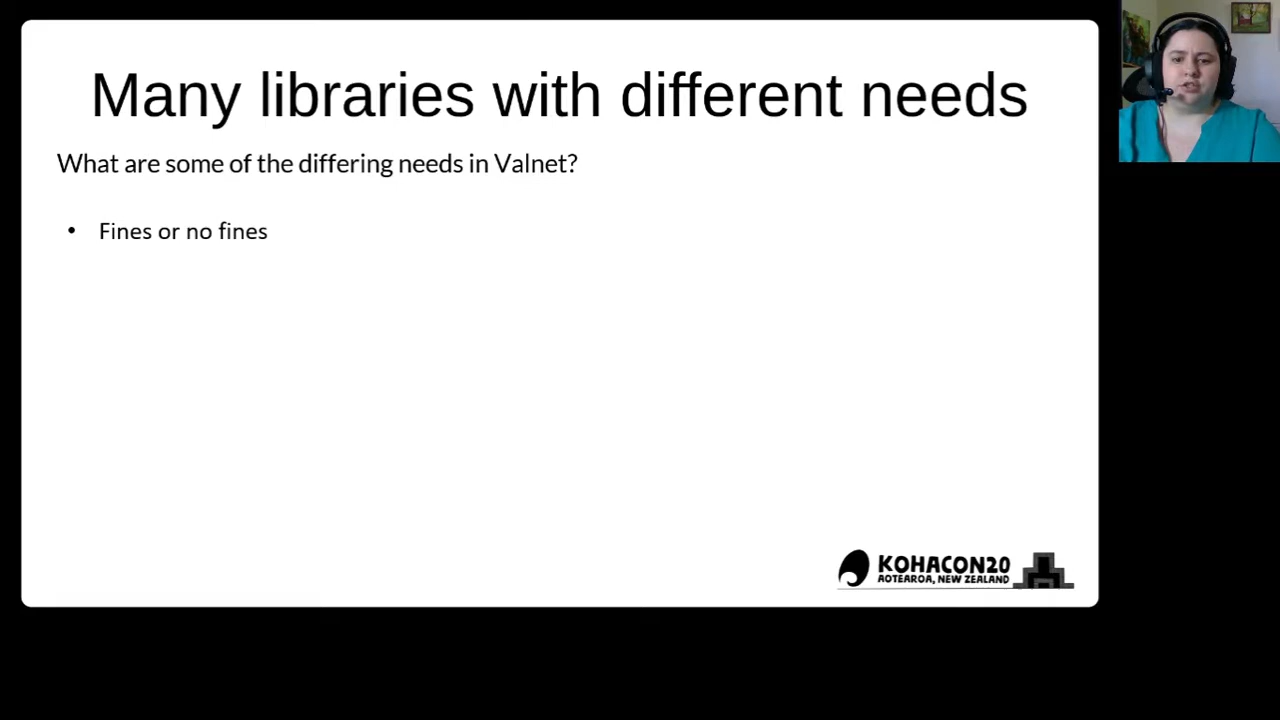 Many libraries with different needs
What are some of the differing needs in Valnet?
• Fines or no fines
KOHACON20
AOTEAROA, NEW ZEALAND